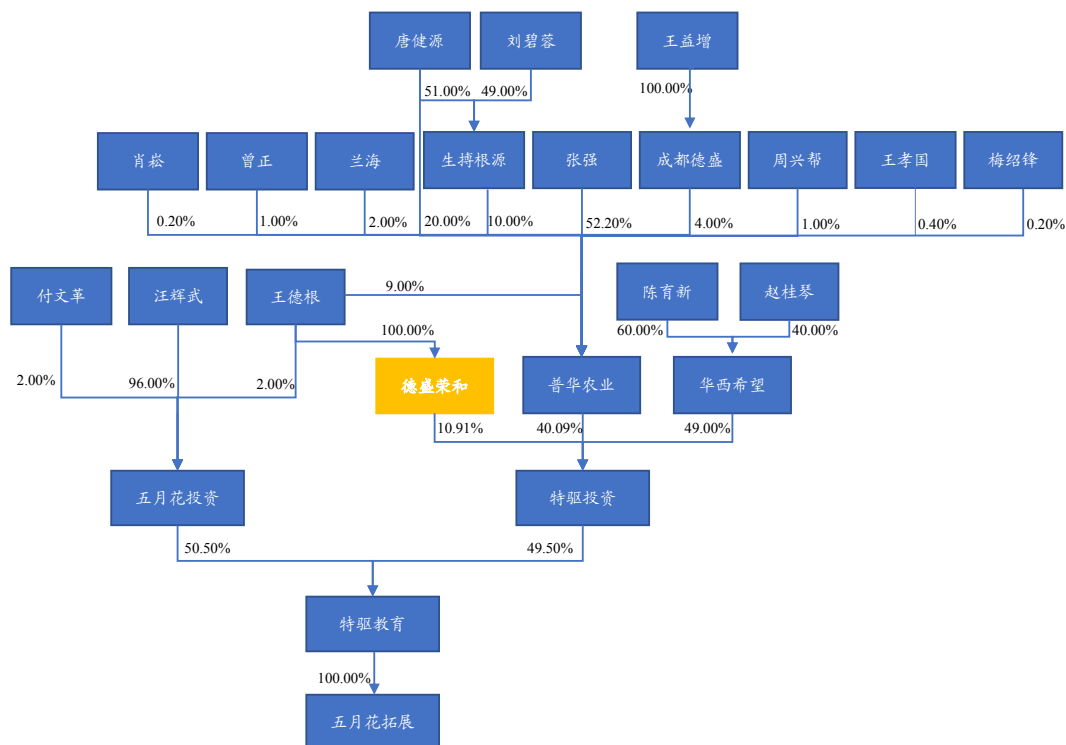 唐健源
刘碧蓉
王益增
51.00%
49.00%
100.00%
肖崧
曾正
兰海
生搏根源
张强
成都德盛
周兴帮
王孝国
梅绍锋
0.20%
1.00%
2.00%
20.00%
10.00%
52.20%
4.00%
1.00%
0.40%
0.20%
付文革
汪辉武
王德根
9.00%
陈育新
赵桂琴
100.00%
60.00%
40.00%
2.00%
96.00%
2.00%
德盛荣和
普华农业
华西希望
10.91%
40.09%
49.00%
五月花投资
特驱投资
50.50%
49.50%
特驱教育
100.00%
五月花拓展